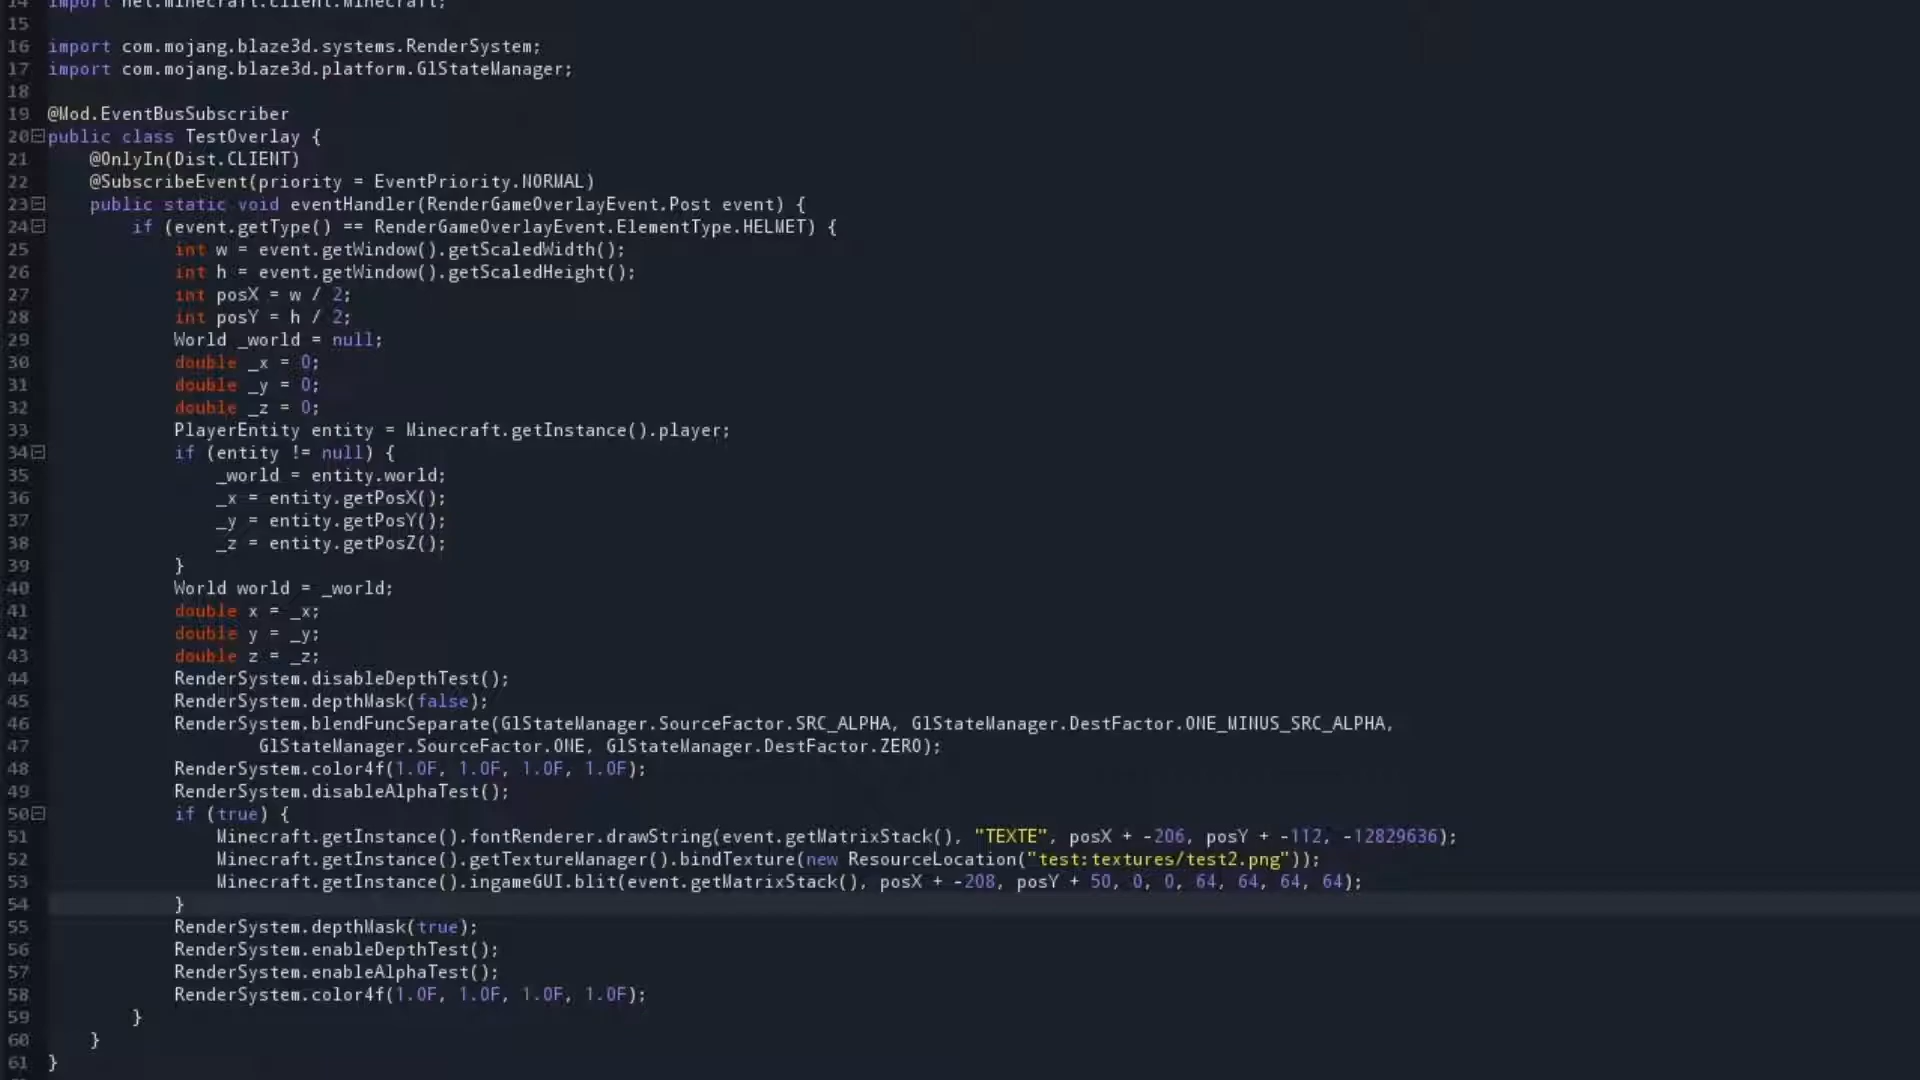 14 import net.minecraft.client.Minecraft;
15
16 import com.mojang.blaze3d.systems.RenderSystem;
17 import com.mojang.blaze3d.platform.GlStateManager;
18
19 @Mod.EventBusSubscriber
20 public class TestOverlay {
21     @OnlyIn(Dist.CLIENT)
22     @SubscribeEvent(priority = EventPriority.NORMAL)
23     public static void eventHandler(RenderGameOverlayEvent.Post event) {
24         if (event.getType() == RenderGameOverlayEvent.ElementType.HELMET) {
25             int w = event.getWindow().getScaledWidth();
26             int h = event.getWindow().getScaledHeight();
27             int posX = w / 2;
28             int posY = h / 2;
29             World _world = null;
30             double _x = 0;
31             double _y = 0;
32             double _z = 0;
33             PlayerEntity entity = Minecraft.getInstance().player;
34             if (entity != null) {
35                 _world = entity.world;
36                 _x = entity.getPosX();
37                 _y = entity.getPosY();
38                 _z = entity.getPosZ();
39             }
40             World world = _world;
41             double x = _x;
42             double y = _y;
43             double z = _z;
44             RenderSystem.disableDepthTest();
45             RenderSystem.depthMask(false);
46             RenderSystem.blendFuncSeparate(GlStateManager.SourceFactor.SRC_ALPHA, GlStateManager.DestFactor.ONE_MINUS_SRC_ALPHA,
47                     GlStateManager.SourceFactor.ONE, GlStateManager.DestFactor.ZERO);
48             RenderSystem.color4f(1.0F, 1.0F, 1.0F, 1.0F);
49             RenderSystem.disableAlphaTest();
50             if (true) {
51                 Minecraft.getInstance().fontRenderer.drawString(event.getMatrixStack(), "TEXTE", posX + -206, posY + -112, -12829636);
52                 Minecraft.getInstance().getTextureManager().bindTexture(new ResourceLocation("test:textures/test2.png"));
53                 Minecraft.getInstance().ingameGUI.blit(event.getMatrixStack(), posX + -208, posY + 50, 0, 0, 64, 64, 64, 64);
54             }
55             RenderSystem.depthMask(true);
56             RenderSystem.enableDepthTest();
57             RenderSystem.enableAlphaTest();
58             RenderSystem.color4f(1.0F, 1.0F, 1.0F, 1.0F);
59         }
60     }
61 }